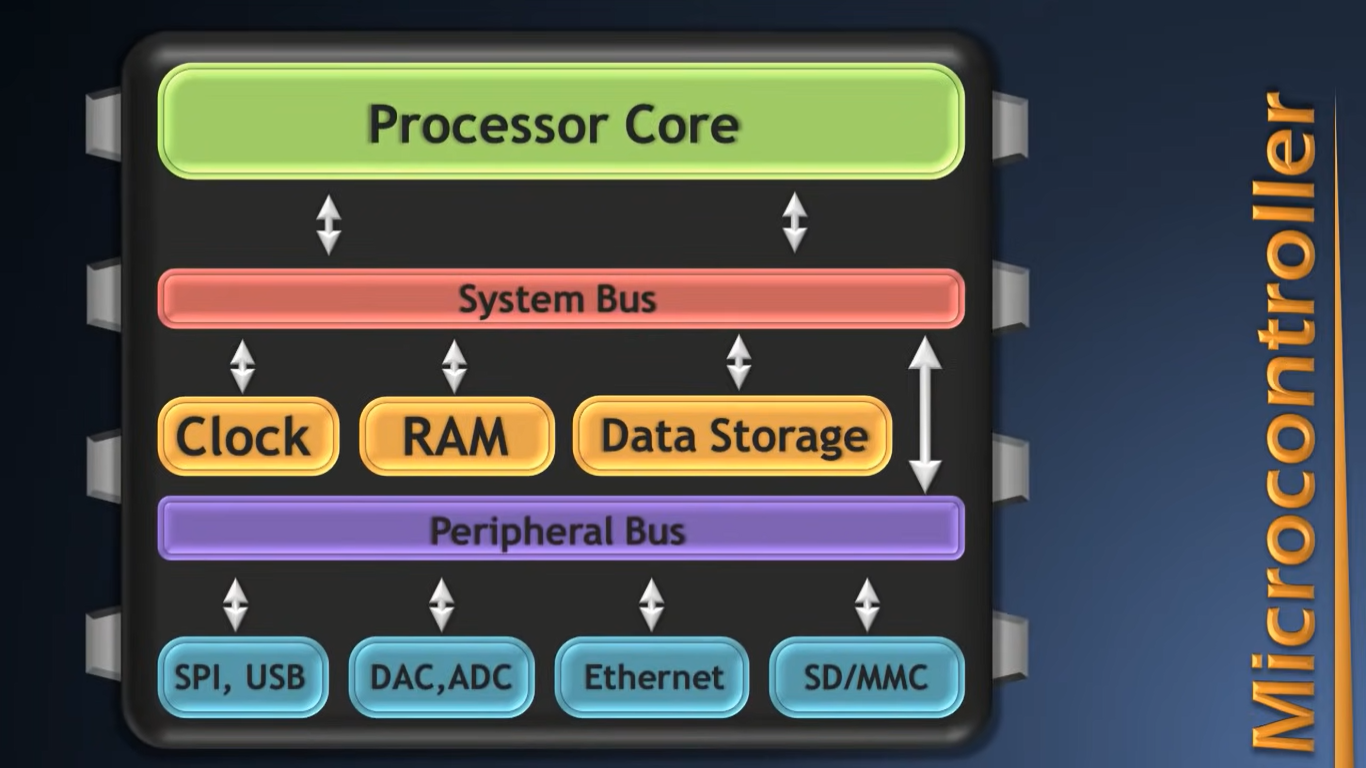 Processor Core
System Bus
Clock
RAM
Data Storage
Peripheral Bus
SPI, USB
DAC,ADC
Ethernet
SD/MMC
Microcontroller